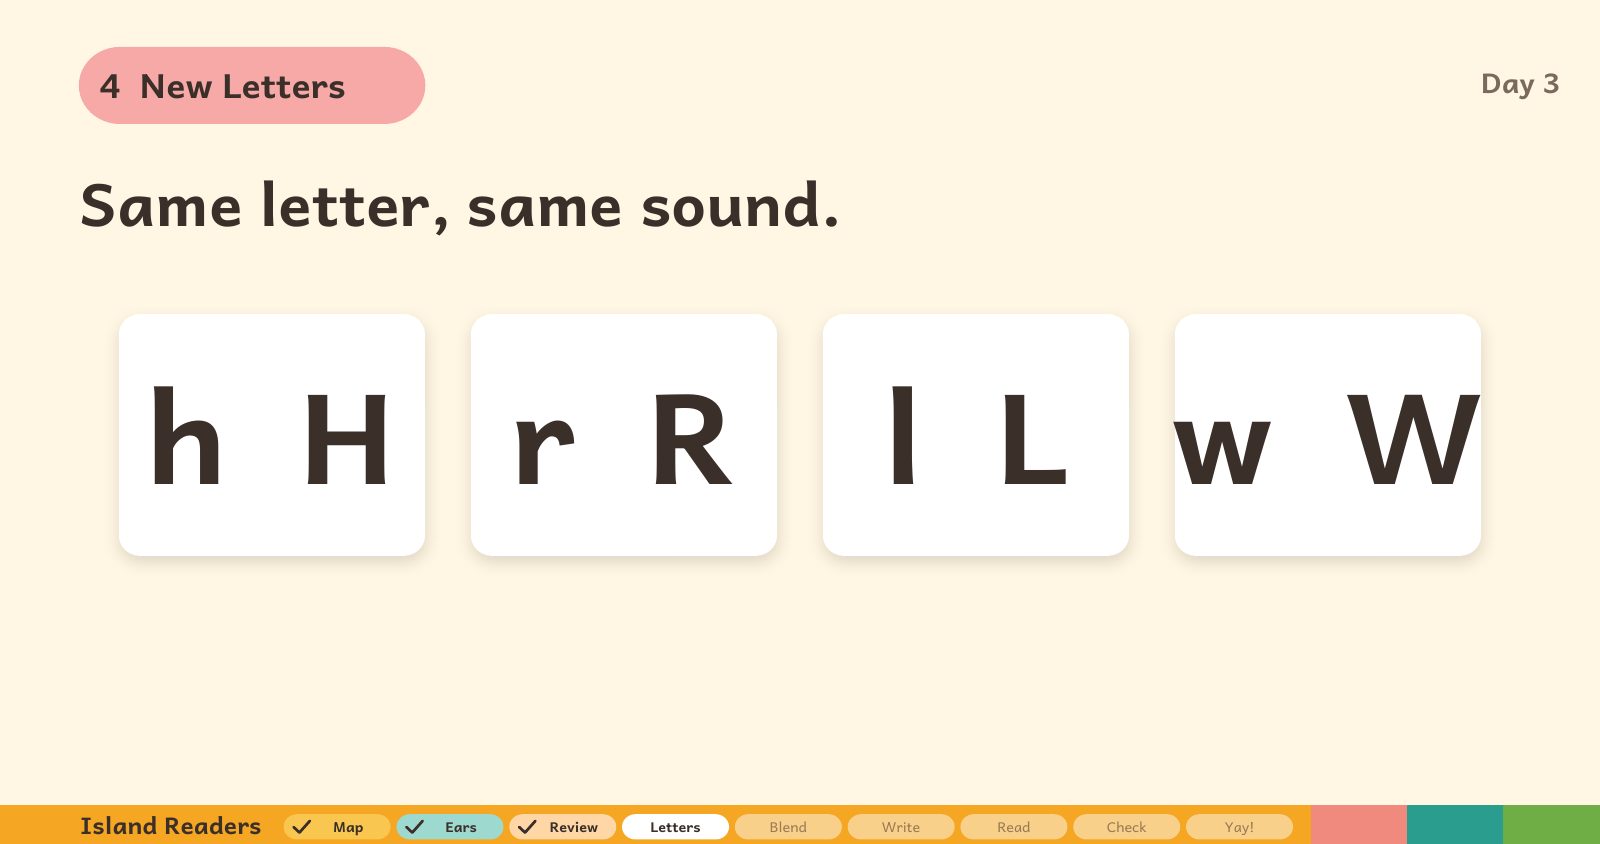 4 New Letters
Day 3
Same letter, same sound.
h H
r R
l L
w W
Island Readers
Map
Ears
Review
Letters
Blend
Write
Read
Check
Yay!